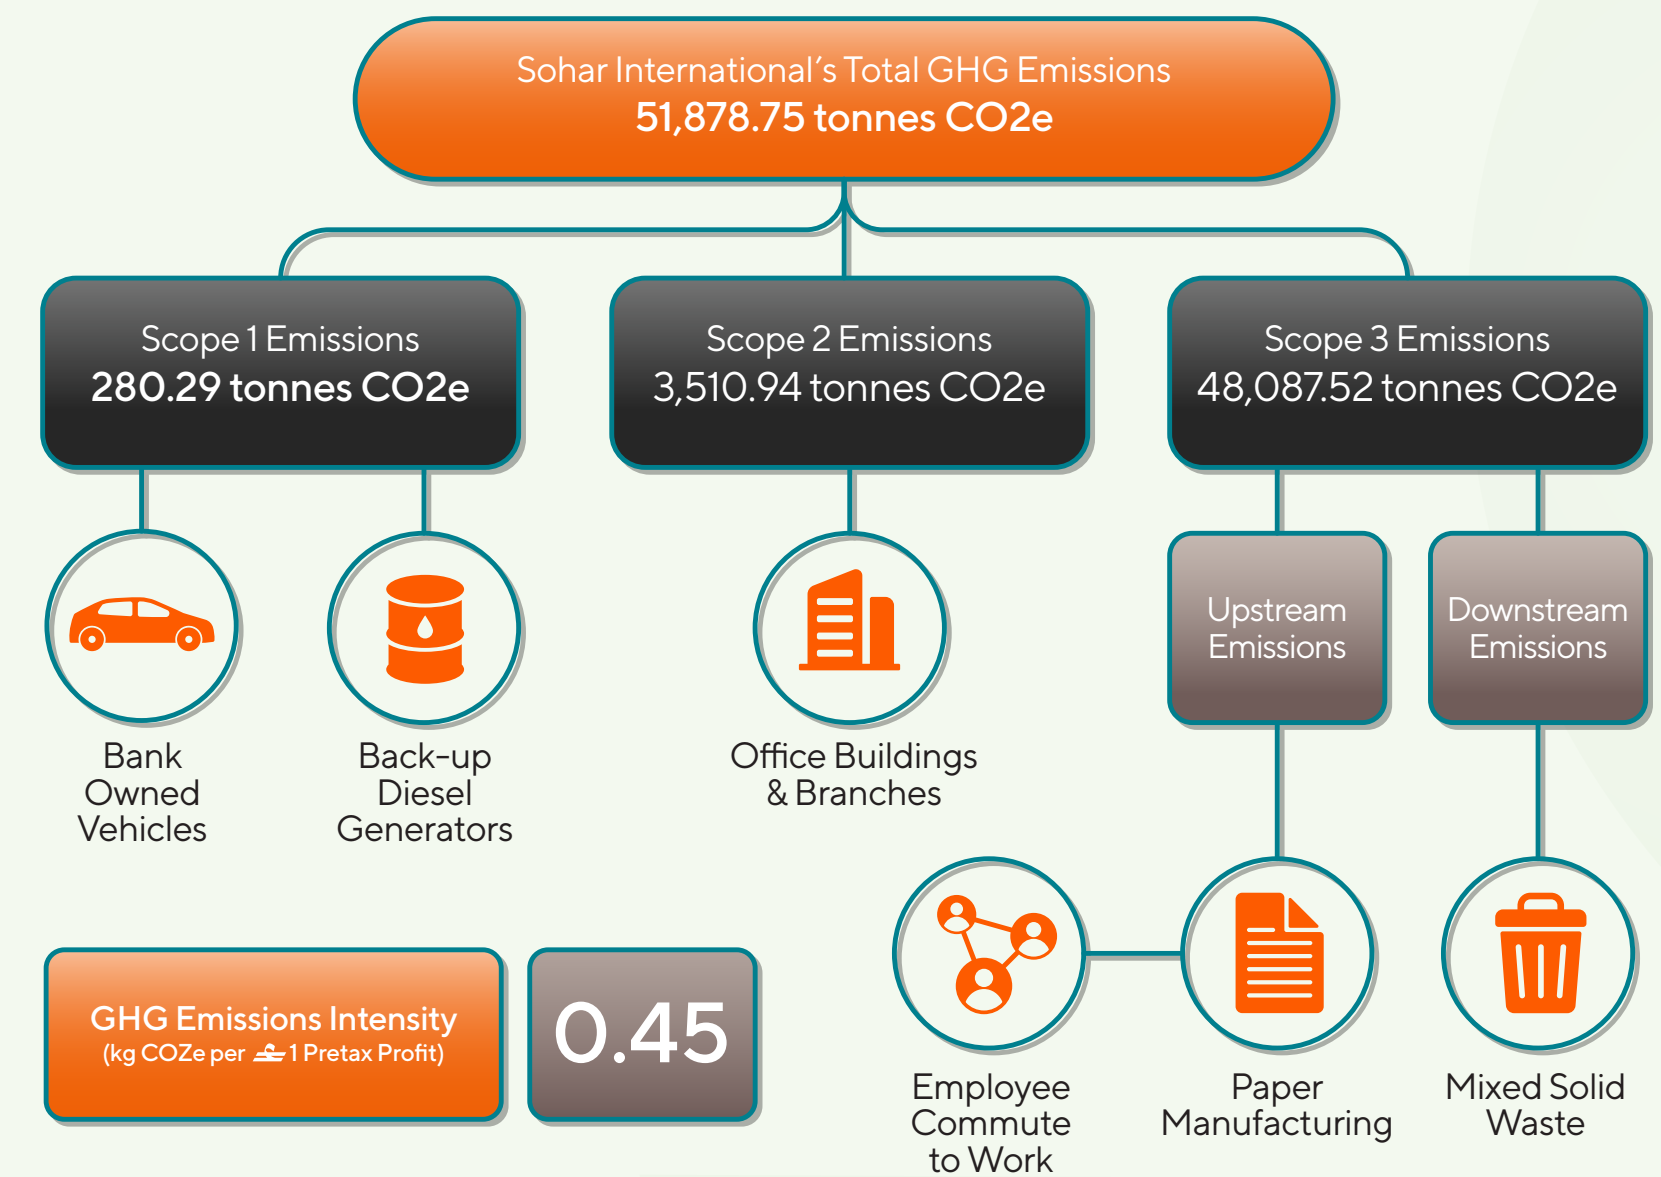 Sohar International's Total GHG Emissions
51,878.75 tonnes CO2e
Scope 1 Emissions
280.29 tonnes CO2e
Scope 2 Emissions
3,510.94 tonnes CO2e
Scope 3 Emissions
48,087.52 tonnes CO2e
Upstream
Emissions
Downstream
Emissions
Bank
Owned
Vehicles
Back-up
Diesel
Generators
Office Buildings
& Branches
GHG Emissions Intensity
(kg COZe per 1 Pretax Profit)
0.45
Employee
Commute
to Work
Paper
Manufacturing
Mixed Solid
Waste